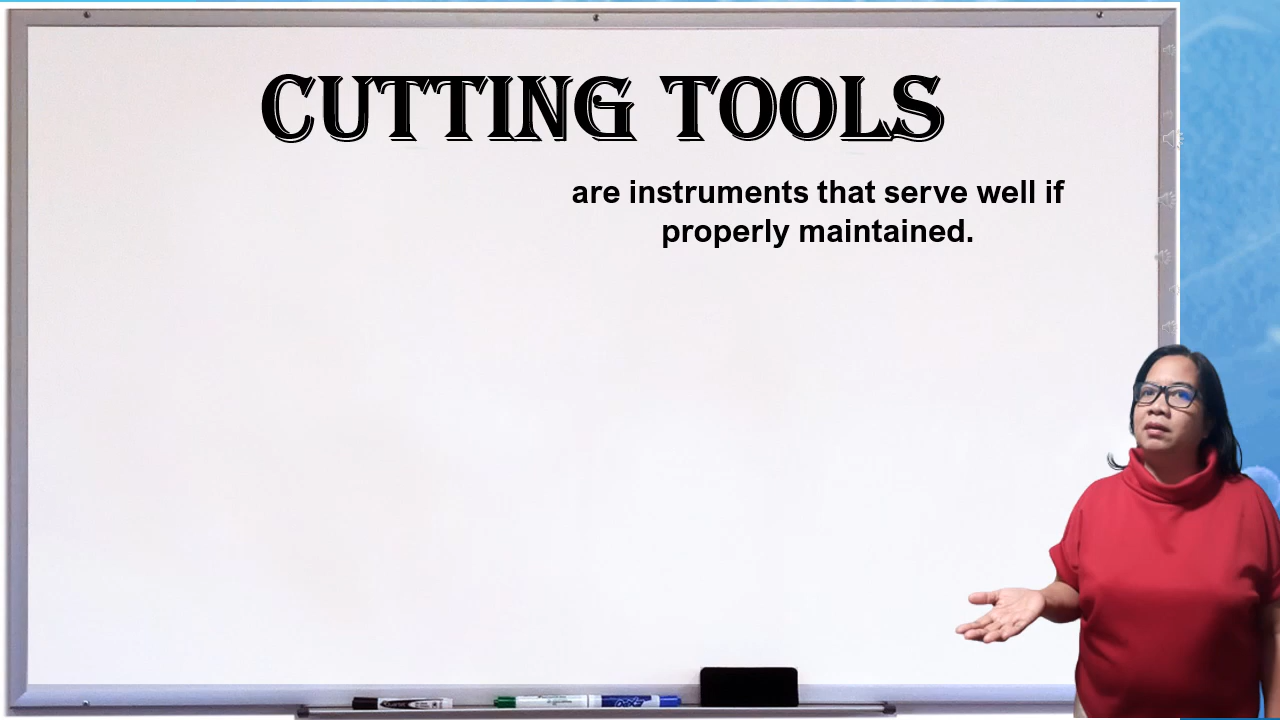 CUTTING TOOLS
are instruments that serve well if
properly maintained.